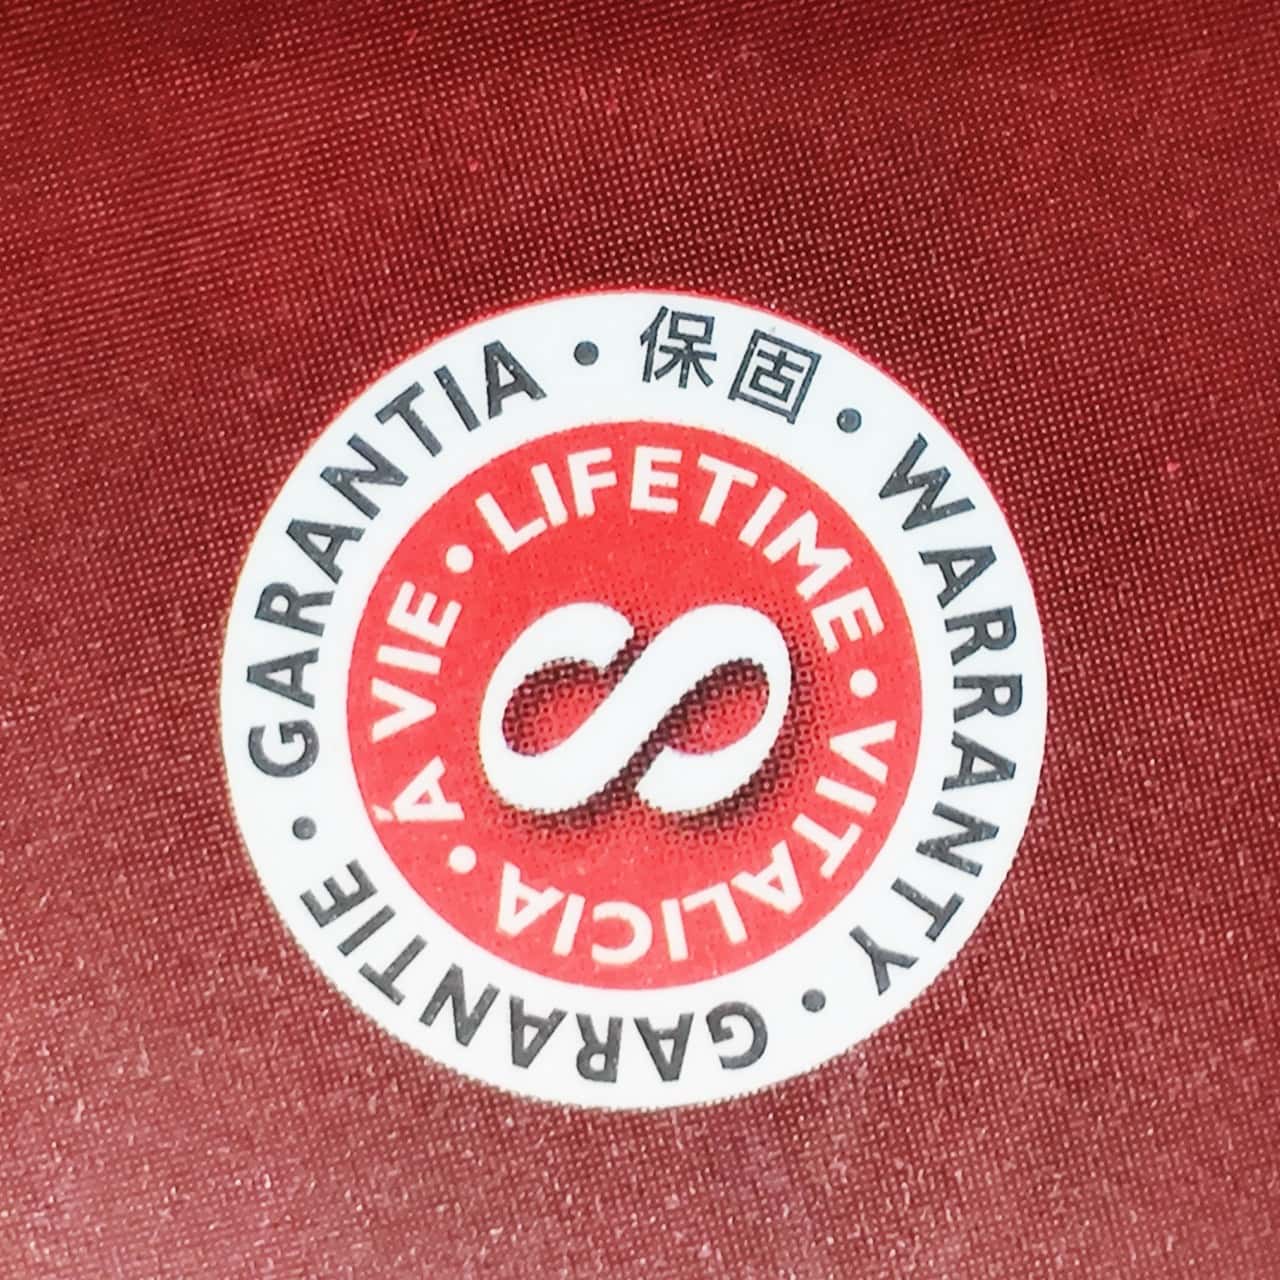 保固 • WARRANTY • GARANTIE • GARANTIA •
LIFETIME • VITALICIA • Á VIE •